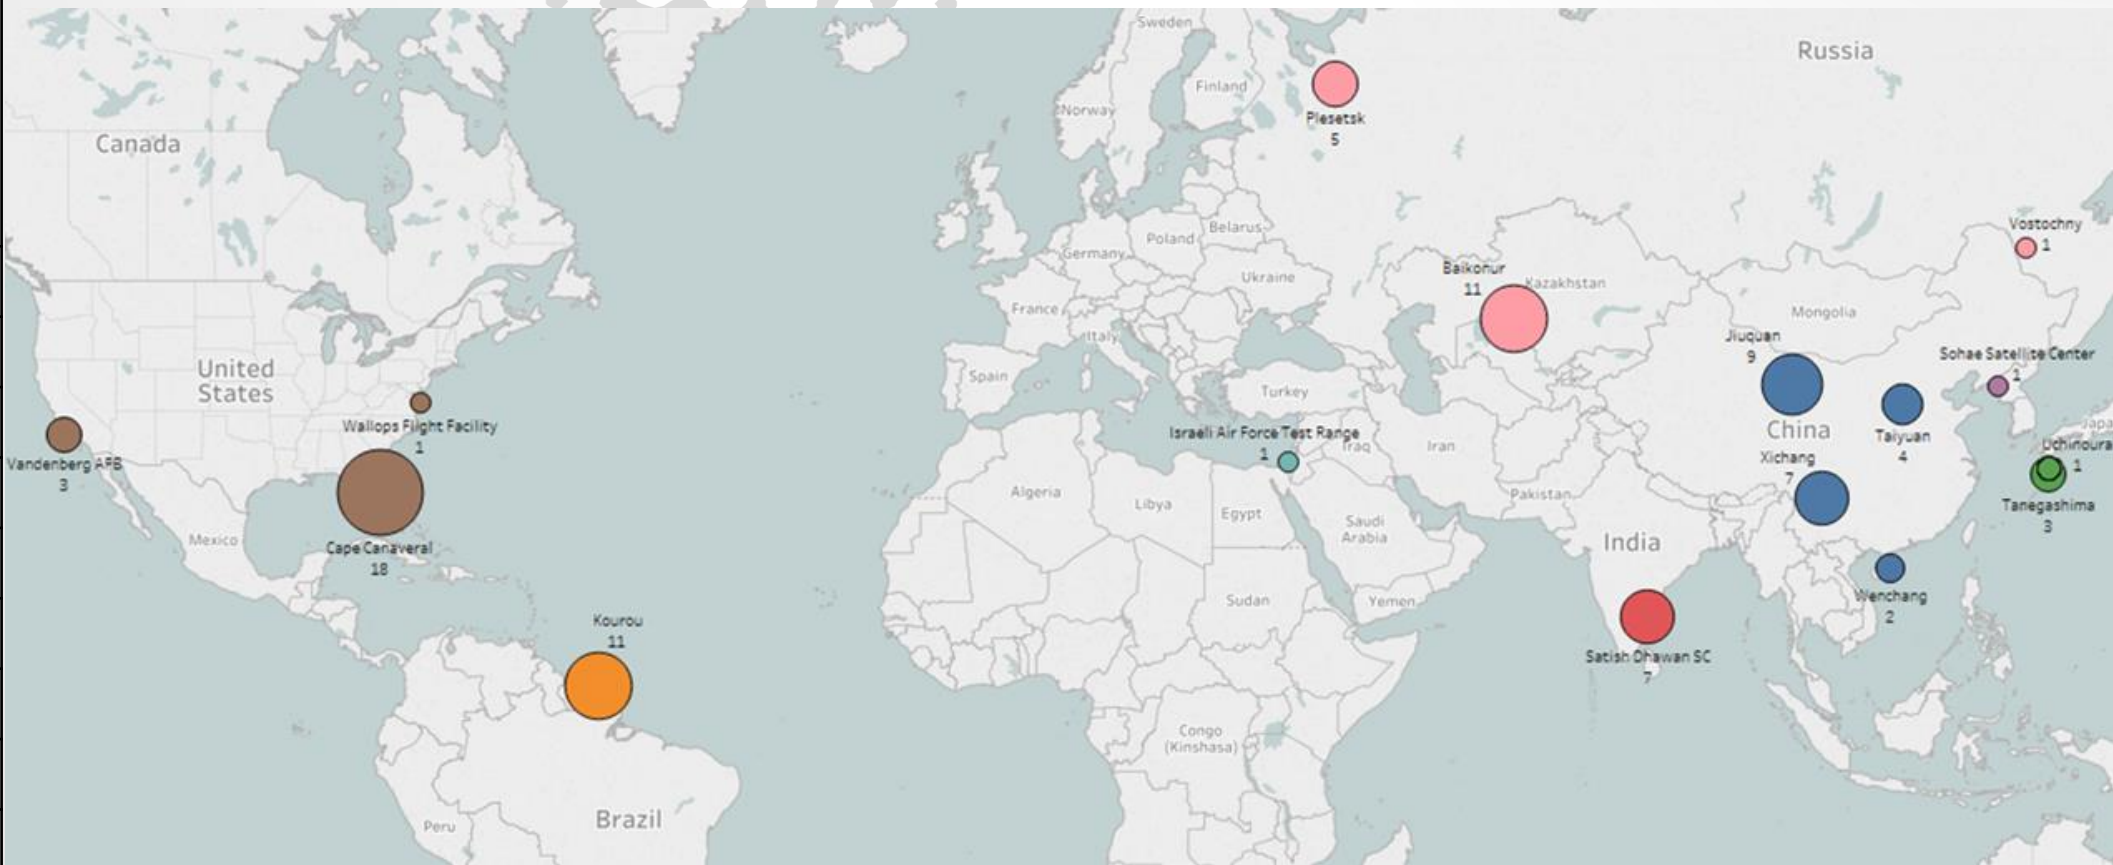 Sweden
Russia
Finland
Norway
Plesetsk
5
Canada
Vostochny
1
Belarus
Poland
Germany
Ukraine
Baikonur
11
Kazakhstan
France
Mongolia
Italy
Jiuquan
9
Sohae Satellite Center
1
United
States
Spain
Turkey
Wallops Flight Facility
1
Israeli Air Force Test Range
1
Iraq
Iran
China
Taiyuan
4
Japa
Uchinoura
1
Vandenberg AFB
3
Xichang
7
Algeria
Libya
Egypt
Pakistan
Tanegashima
3
Saudi
Arabia
Mexico
Cape Canaveral
18
India
Sudan
Yemen
Wenchang
2
Kourou
11
Satish Dhawan SC
7
Congo
(Kinshasa)
Peru
Brazil